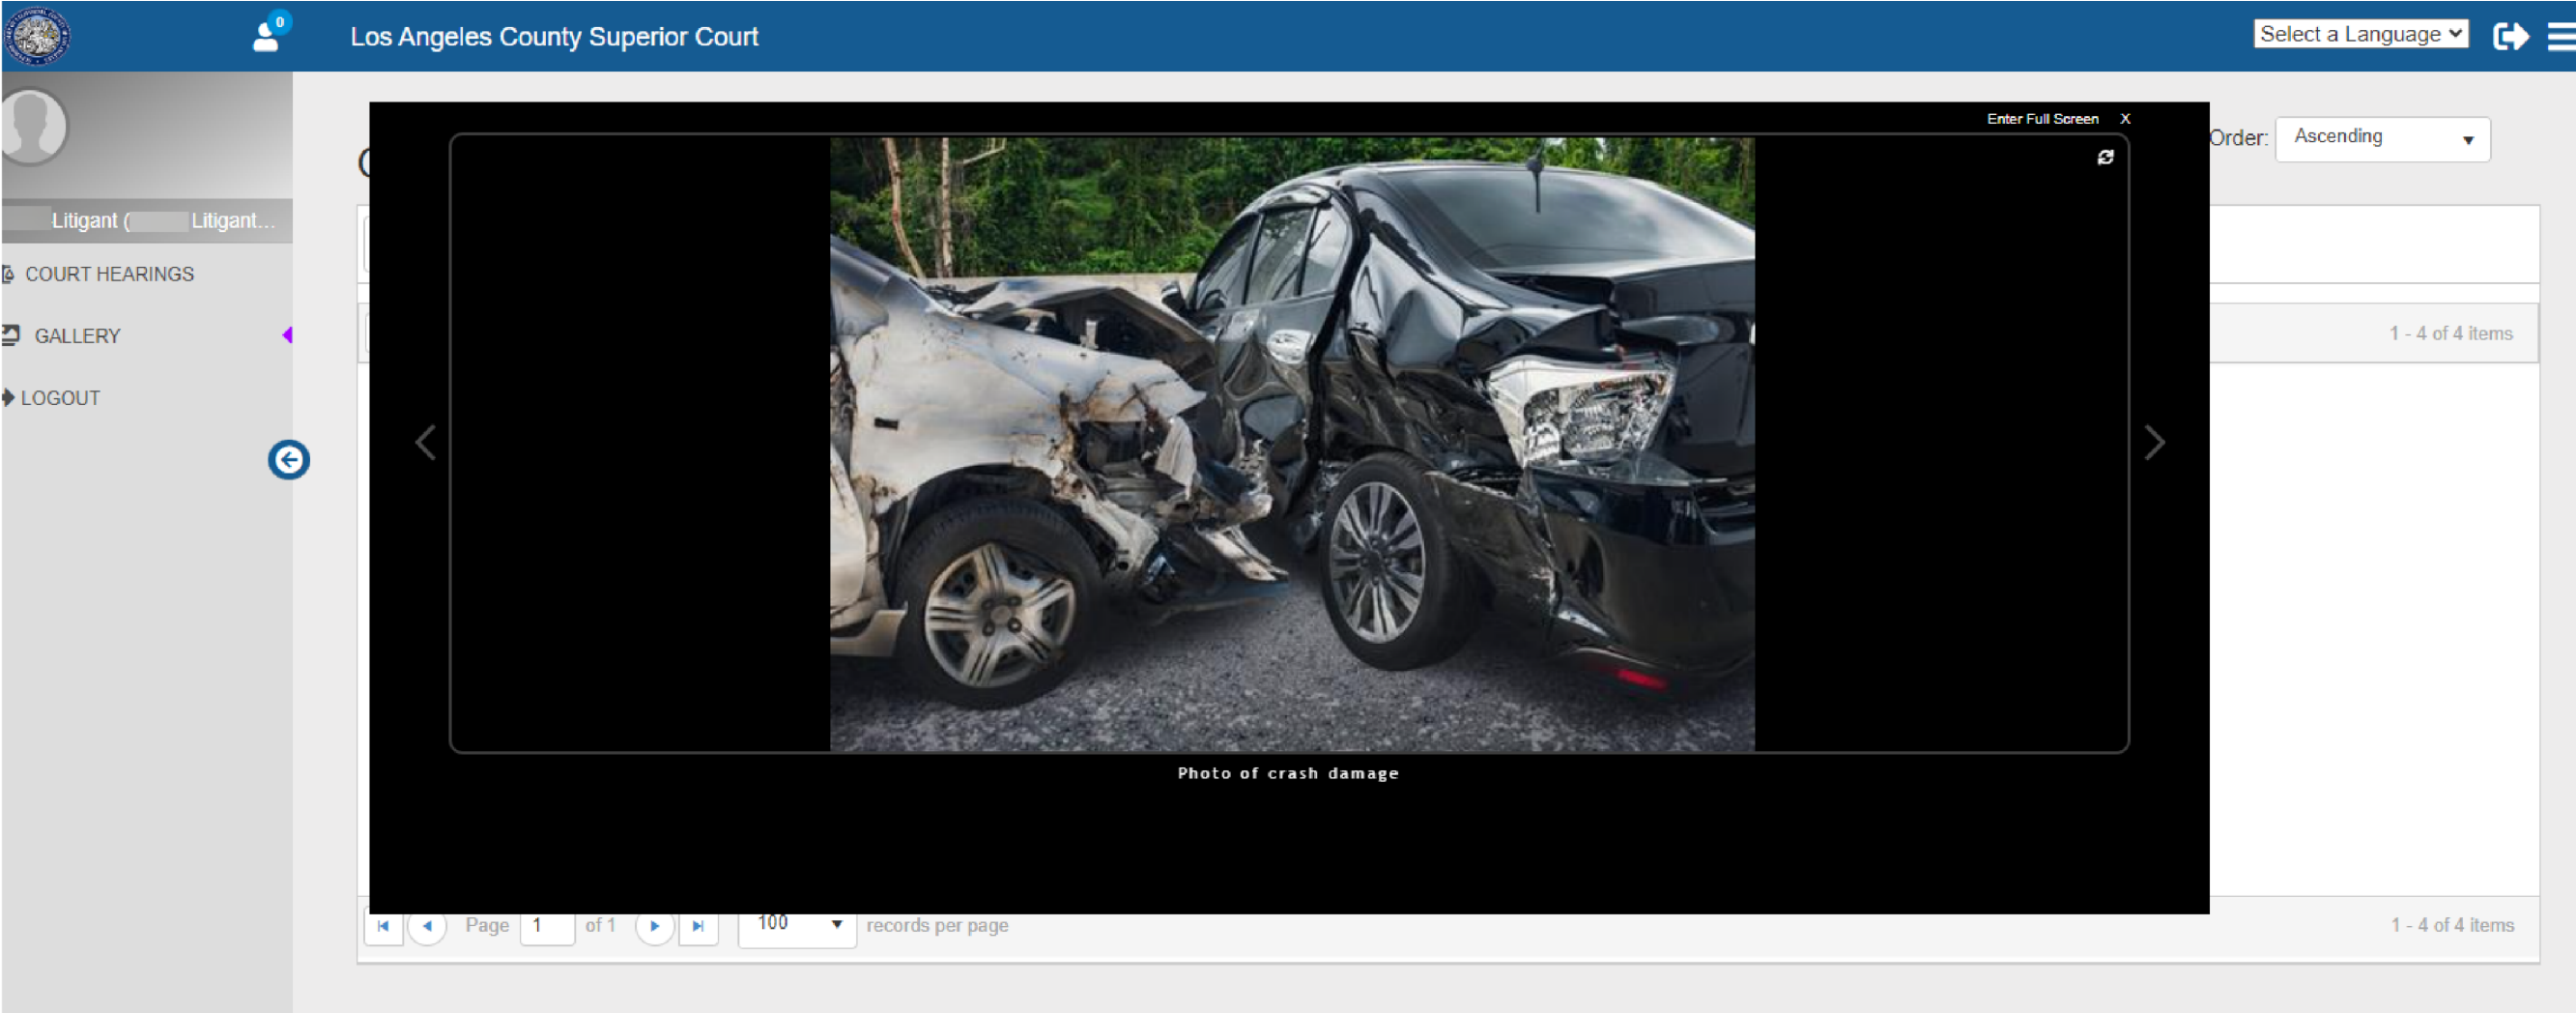 0
Los Angeles County Superior Court
Select a Language
Enter Full Screen X
Order: Ascending
Litigant ( Litigant...
COURT HEARINGS
GALLERY
LOGOUT
1 - 4 of 4 items
Photo of crash damage
Page 1 of 1 100 records per page
1 - 4 of 4 items